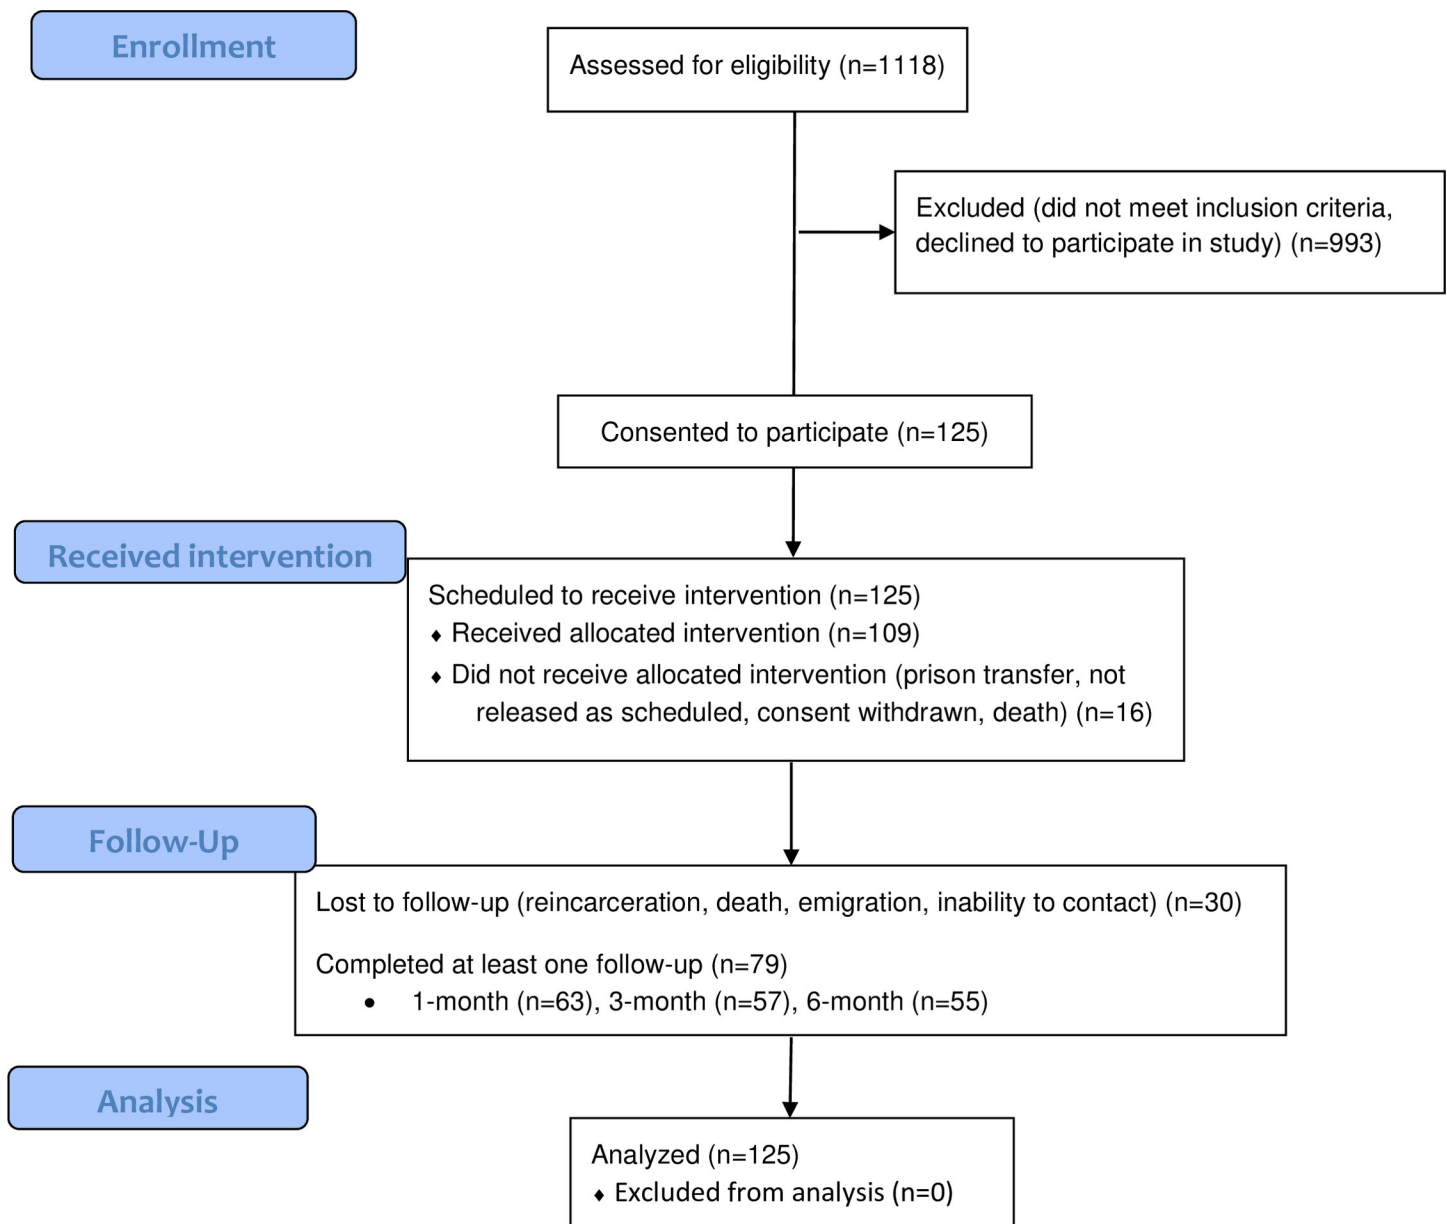 Enrollment
Assessed for eligibility (n=1118)
Excluded (did not meet inclusion criteria,
declined to participate in study) (n=993)
Consented to participate (n=125)
Received intervention
Scheduled to receive intervention (n=125)
♦ Received allocated intervention (n=109)
♦ Did not receive allocated intervention (prison transfer, not
released as scheduled, consent withdrawn, death) (n=16)
Follow-Up
Lost to follow-up (reincarceration, death, emigration, inability to contact) (n=30)
Completed at least one follow-up (n=79)
• 1-month (n=63), 3-month (n=57), 6-month (n=55)
Analysis
Analyzed (n=125)
♦ Excluded from analysis (n=0)